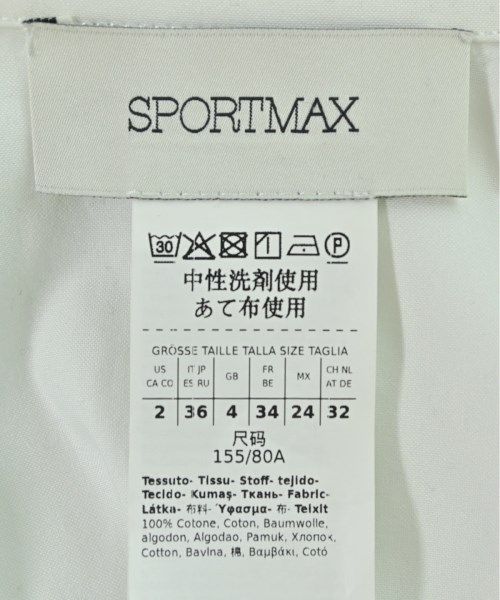 SPORTMAX
30 P
中性洗剤使用
あて布使用
GRÖSSE TAILLE TALLA SIZE TAGLIA
US CA CO IT JP ES RU GB FR BE MX CH NL AT DE
2 36 4 34 24 32
尺码
155/80A
Tessuto- Tissu- Stoff- tejido-
Tecido- Kumaş- Ткань- Fabric-
Látka- 布料- Ύφασμα- 布- Teixit
100% Cotone, Coton, Baumwolle,
algodon, Algodao, Pamuk, Хлопок,
Cotton, Bavlna, 棉, Βαμβάκι, Cotó